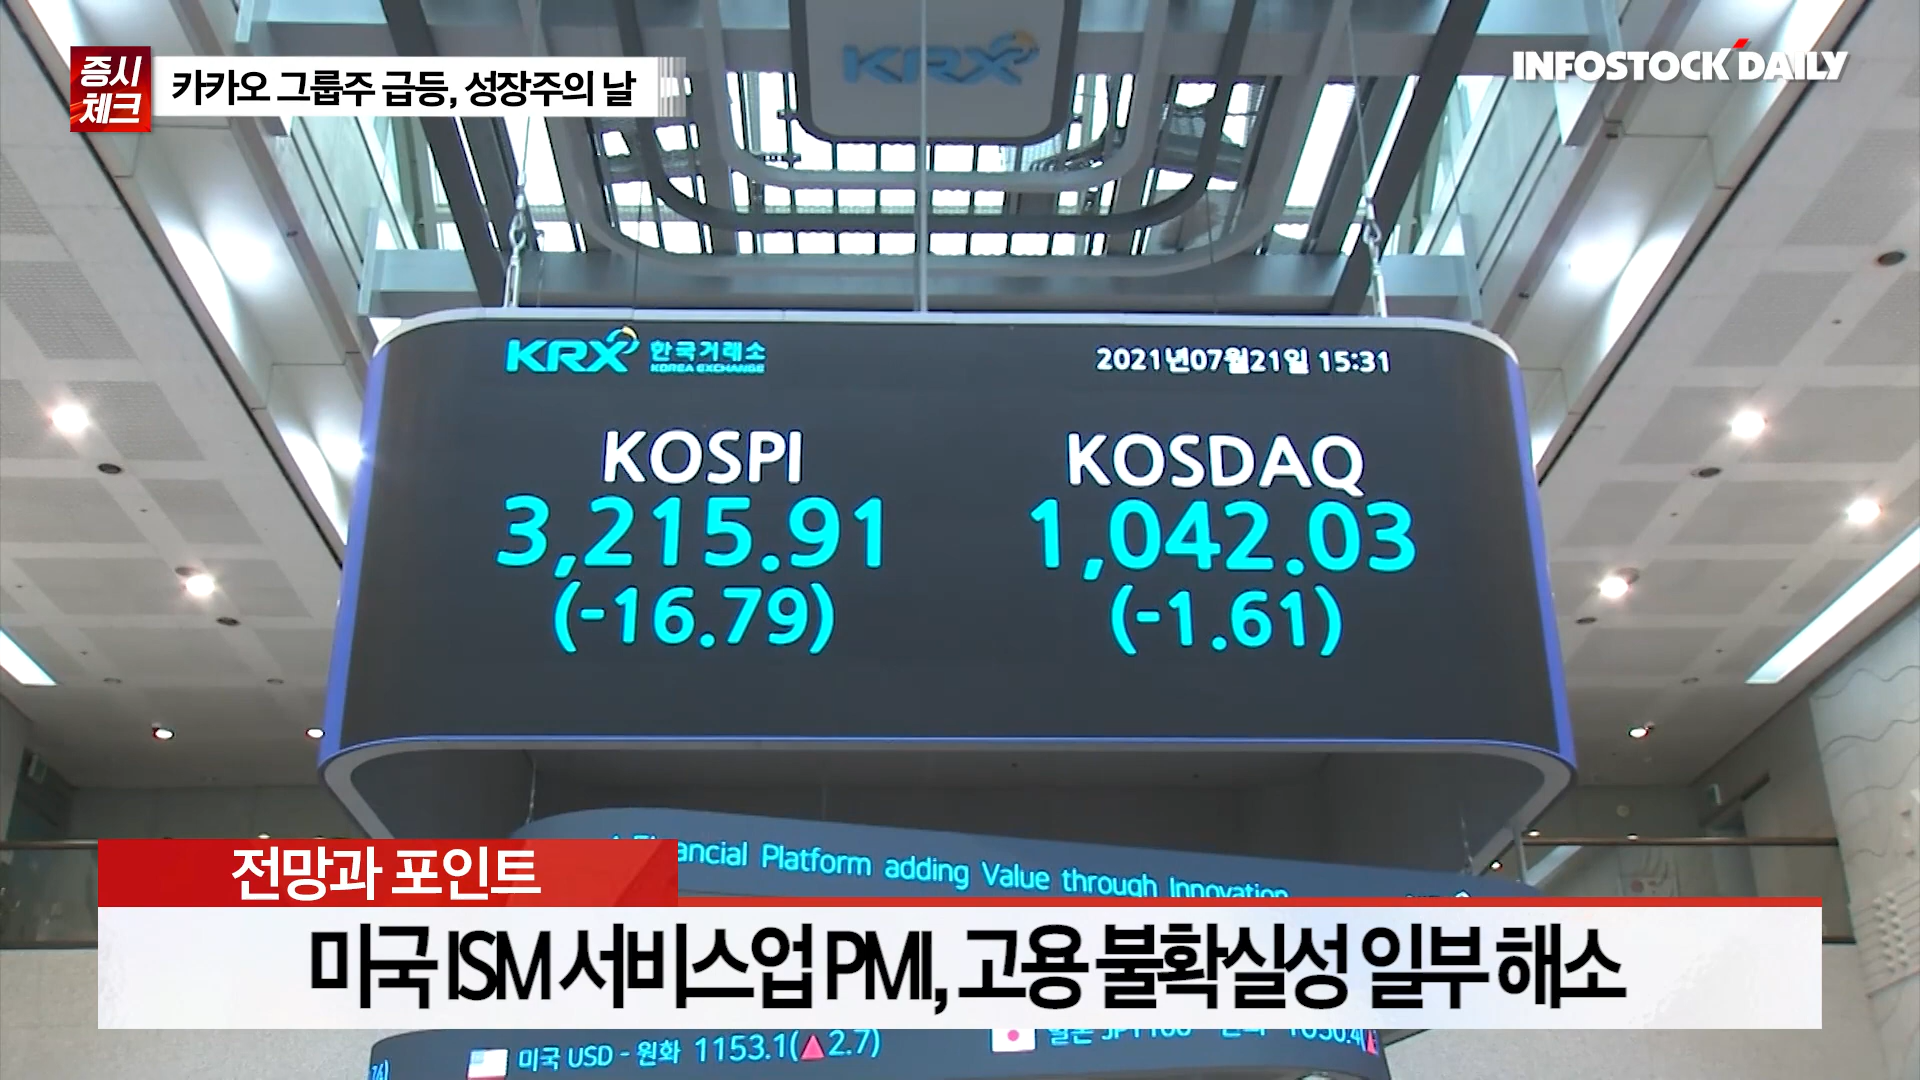 증시
체크
카카오 그룹주 급등, 성장주의 날
INFOSTOCK DAILY
KRX
KRX 한국거래소
KOREA EXCHANGE
2021년07월21일 15:31
KOSPI
3,215.91
(-16.79)
KOSDAQ
1,042.03
(-1.61)
Platform adding Value through Innovation
전망과 포인트
미국 ISM 서비스업 PMI, 고용 불확실성 일부 해소
미국 USD - 원화 1153.1(▲2.7)